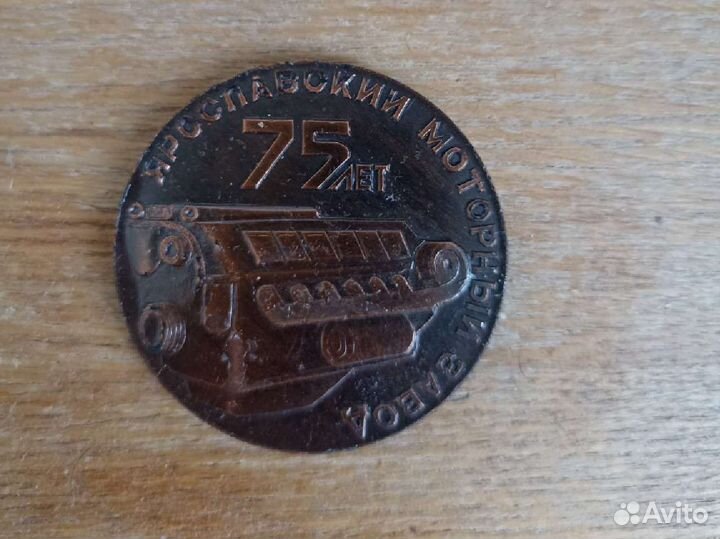 ЯРОСЛАВСКИЙ МОТОРНЫЙ ЗАВОД
75 ЛЕТ
Avito